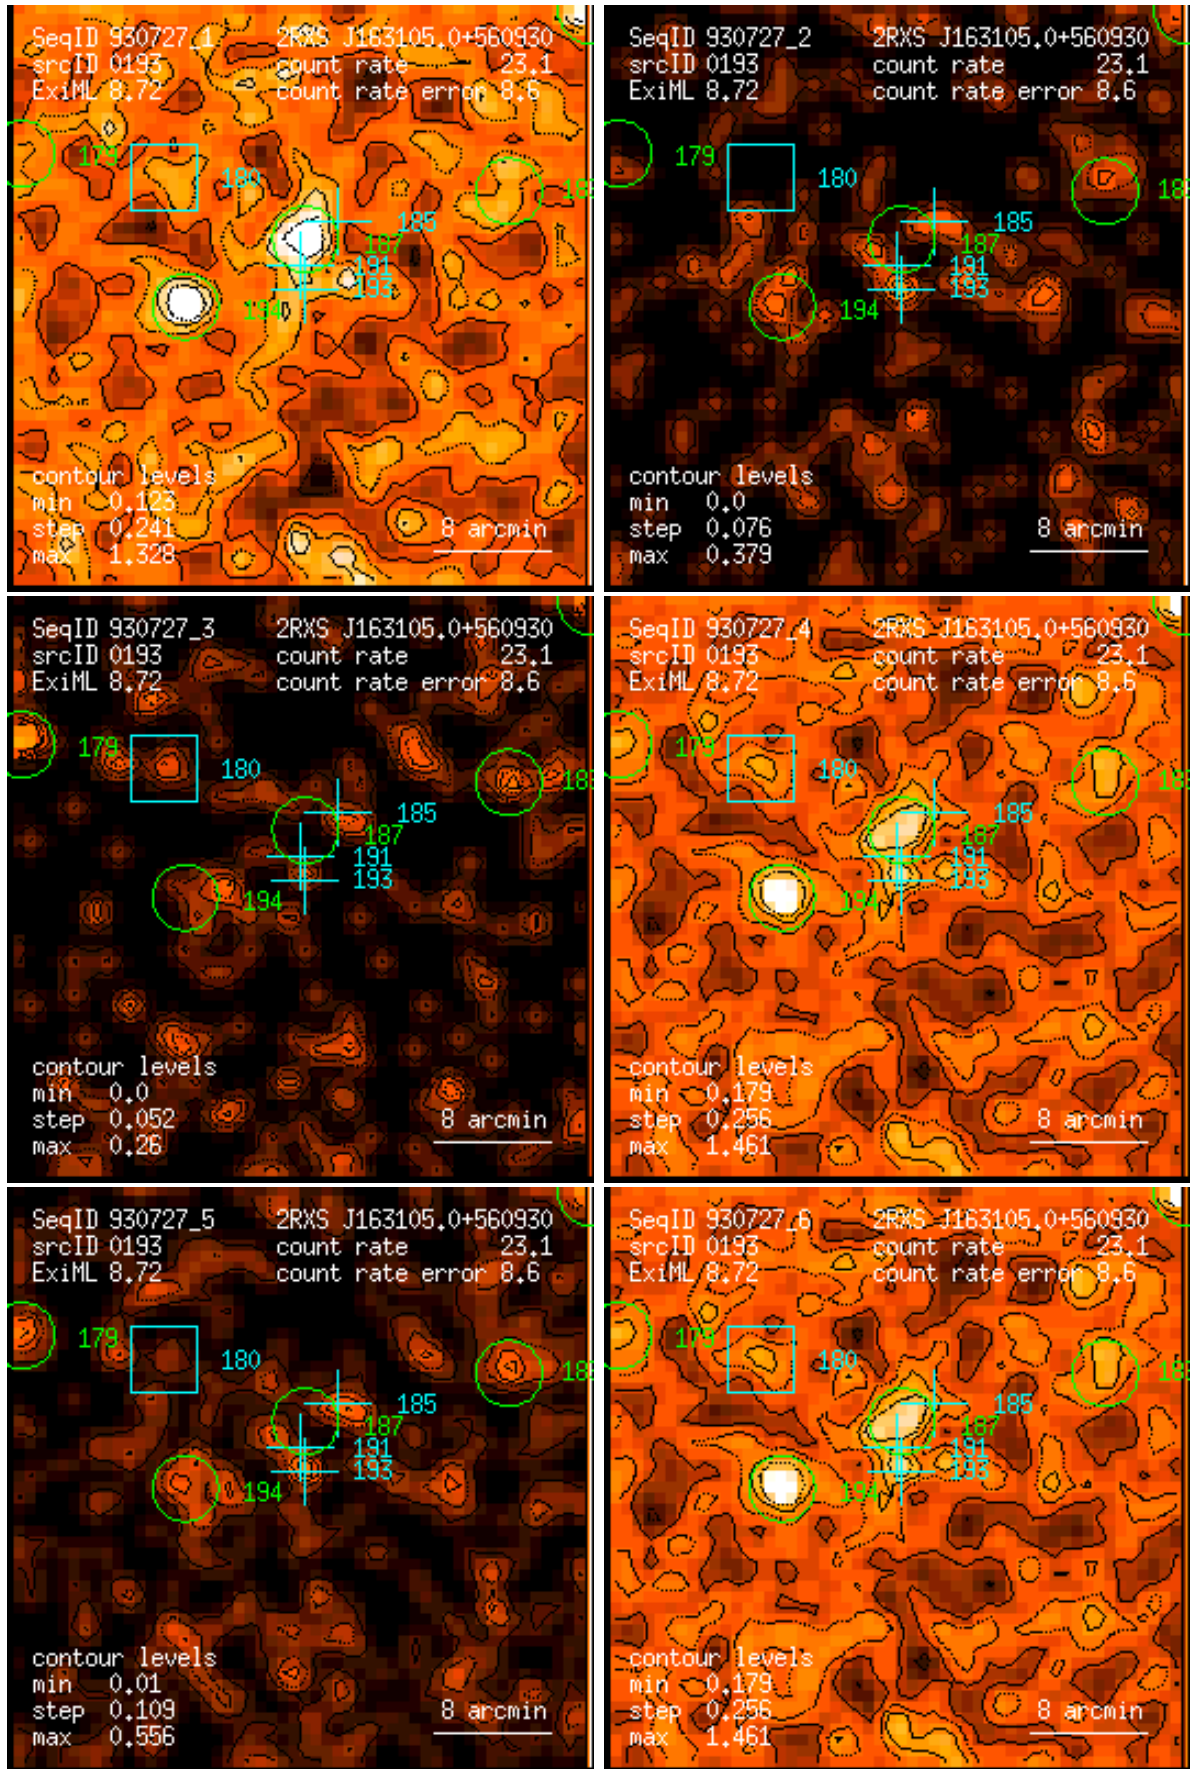 SeqID 930727_1 2RXS J163105.0+560930
srcID 0193 count rate 23.1
ExiML 8.72 count rate error 8.6
179
180
185
187
191
193
194
contour levels
min 0.123
step 0.241 8 arcmin
max 1.328
SeqID 930727_2 2RXS J163105.0+560930
srcID 0193 count rate 23.1
ExiML 8.72 count rate error 8.6
179
180
185
187
191
193
194
contour levels
min 0.0
step 0.076 8 arcmin
max 0.379
SeqID 930727_3 2RXS J163105.0+560930
srcID 0193 count rate 23.1
ExiML 8.72 count rate error 8.6
179
180
185
187
191
193
194
contour levels
min 0.0
step 0.052 8 arcmin
max 0.26
SeqID 930727_4 2RXS J163105.0+560930
srcID 0193 count rate 23.1
ExiML 8.72 count rate error 8.6
179
180
185
187
191
193
194
contour levels
min 0.179
step 0.256 8 arcmin
max 1.461
SeqID 930727_5 2RXS J163105.0+560930
srcID 0193 count rate 23.1
ExiML 8.72 count rate error 8.6
179
180
185
187
191
193
194
contour levels
min 0.01
step 0.109 8 arcmin
max 0.556
SeqID 930727_6 2RXS J163105.0+560930
srcID 0193 count rate 23.1
ExiML 8.72 count rate error 8.6
179
180
185
187
191
193
194
contour levels
min 0.179
step 0.256 8 arcmin
max 1.461